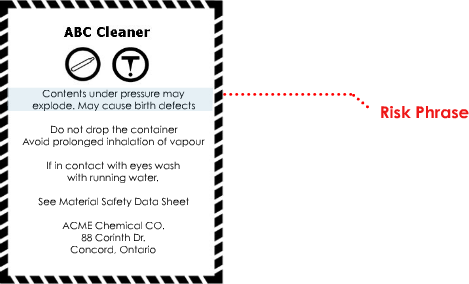 ABC Cleaner
Contents under pressure may
explode. May cause birth defects
Risk Phrase
Do not drop the container
Avoid prolonged inhalation of vapour
If in contact with eyes wash
with running water.
See Material Safety Data Sheet
ACME Chemical CO.
88 Corinth Dr.
Concord, Ontario